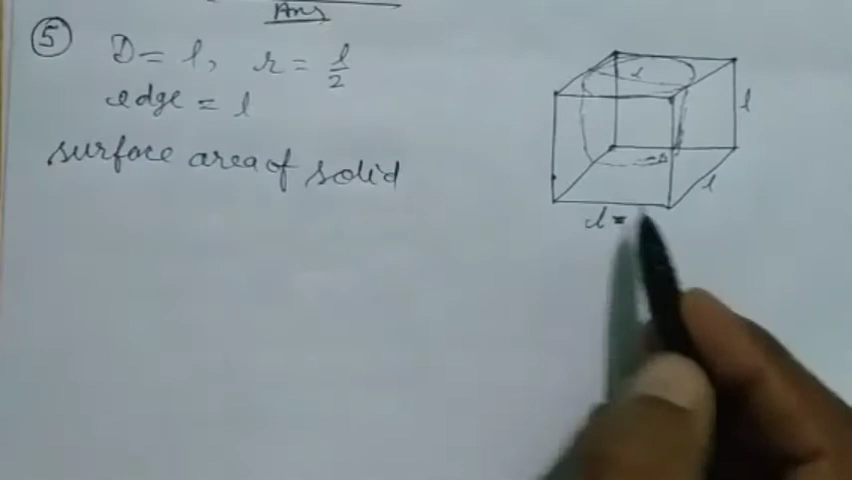 Ans
5
D = l, r = l/2
edge = l
surface area of solid
l
l
l
d =